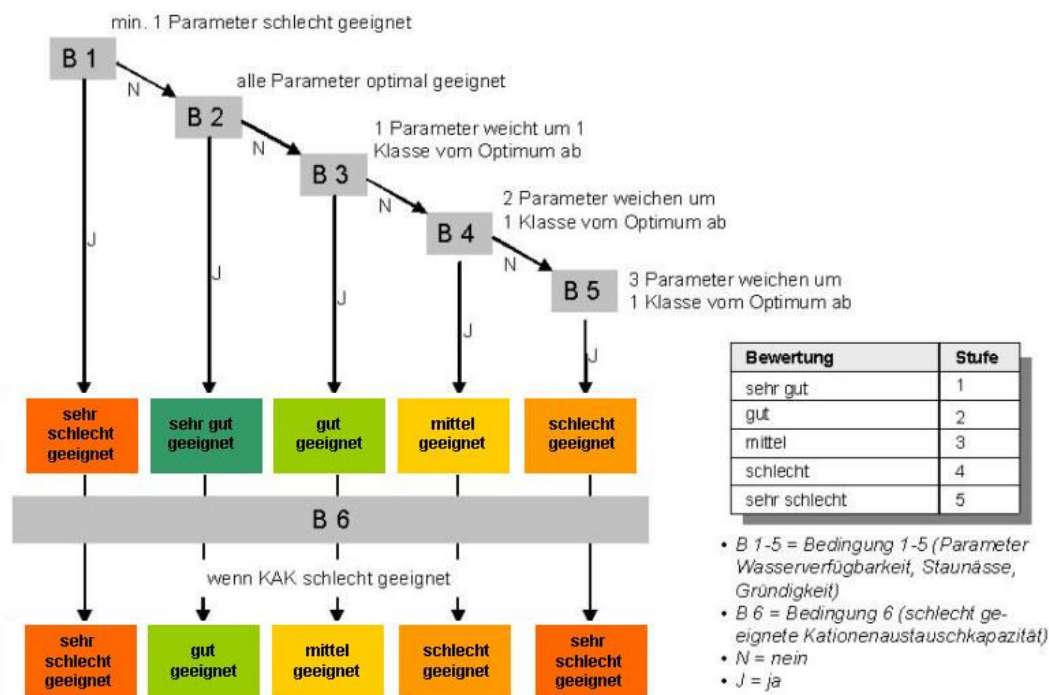 min. 1 Parameter schlecht geeignet
B 1
N
alle Parameter optimal geeignet
B 2
N
1 Parameter weicht um 1
Klasse vom Optimum ab
B 3
N
2 Parameter weichen um
1 Klasse vom Optimum ab
B 4
N
3 Parameter weichen um
1 Klasse vom Optimum ab
B 5
J
J
J
J
J
sehr
schlecht
geeignet
sehr gut
geeignet
gut
geeignet
mittel
geeignet
schlecht
geeignet
B 6
wenn KAK schlecht geeignet
sehr
schlecht
geeignet
gut
geeignet
mittel
geeignet
schlecht
geeignet
sehr
schlecht
geeignet
Bewertung Stufe
sehr gut 1
gut 2
mittel 3
schlecht 4
sehr schlecht 5
• B 1-5 = Bedingung 1-5 (Parameter
Wasserverfügbarkeit, Staunässe,
Gründigkeit)
• B 6 = Bedingung 6 (schlecht ge-
eignete Kationenaustauschkapazität)
• N = nein
• J = ja